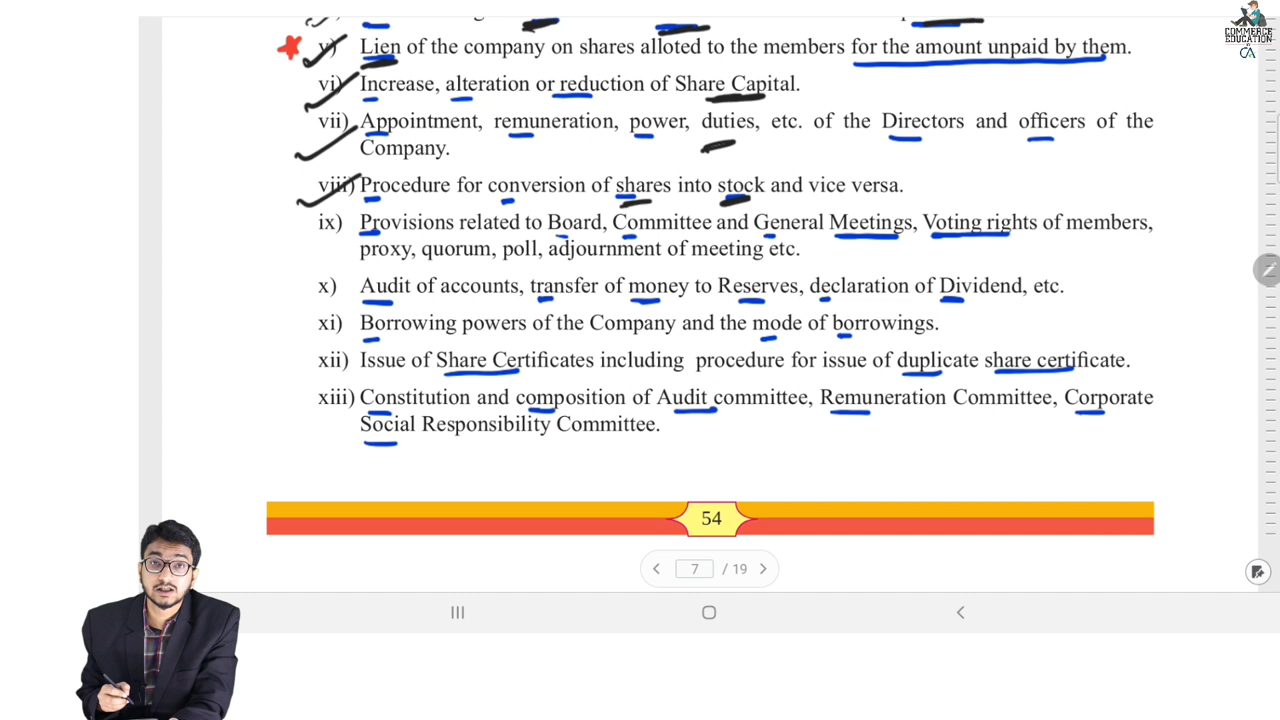 COMMERCE
EDUCATION
BY
CA
v) Lien of the company on shares alloted to the members for the amount unpaid by them.
vi) Increase, alteration or reduction of Share Capital.
vii) Appointment, remuneration, power, duties, etc. of the Directors and officers of the
Company.
viii) Procedure for conversion of shares into stock and vice versa.
ix) Provisions related to Board, Committee and General Meetings, Voting rights of members,
proxy, quorum, poll, adjournment of meeting etc.
x) Audit of accounts, transfer of money to Reserves, declaration of Dividend, etc.
xi) Borrowing powers of the Company and the mode of borrowings.
xii) Issue of Share Certificates including procedure for issue of duplicate share certificate.
xiii) Constitution and composition of Audit committee, Remuneration Committee, Corporate
Social Responsibility Committee.
54
7 / 19